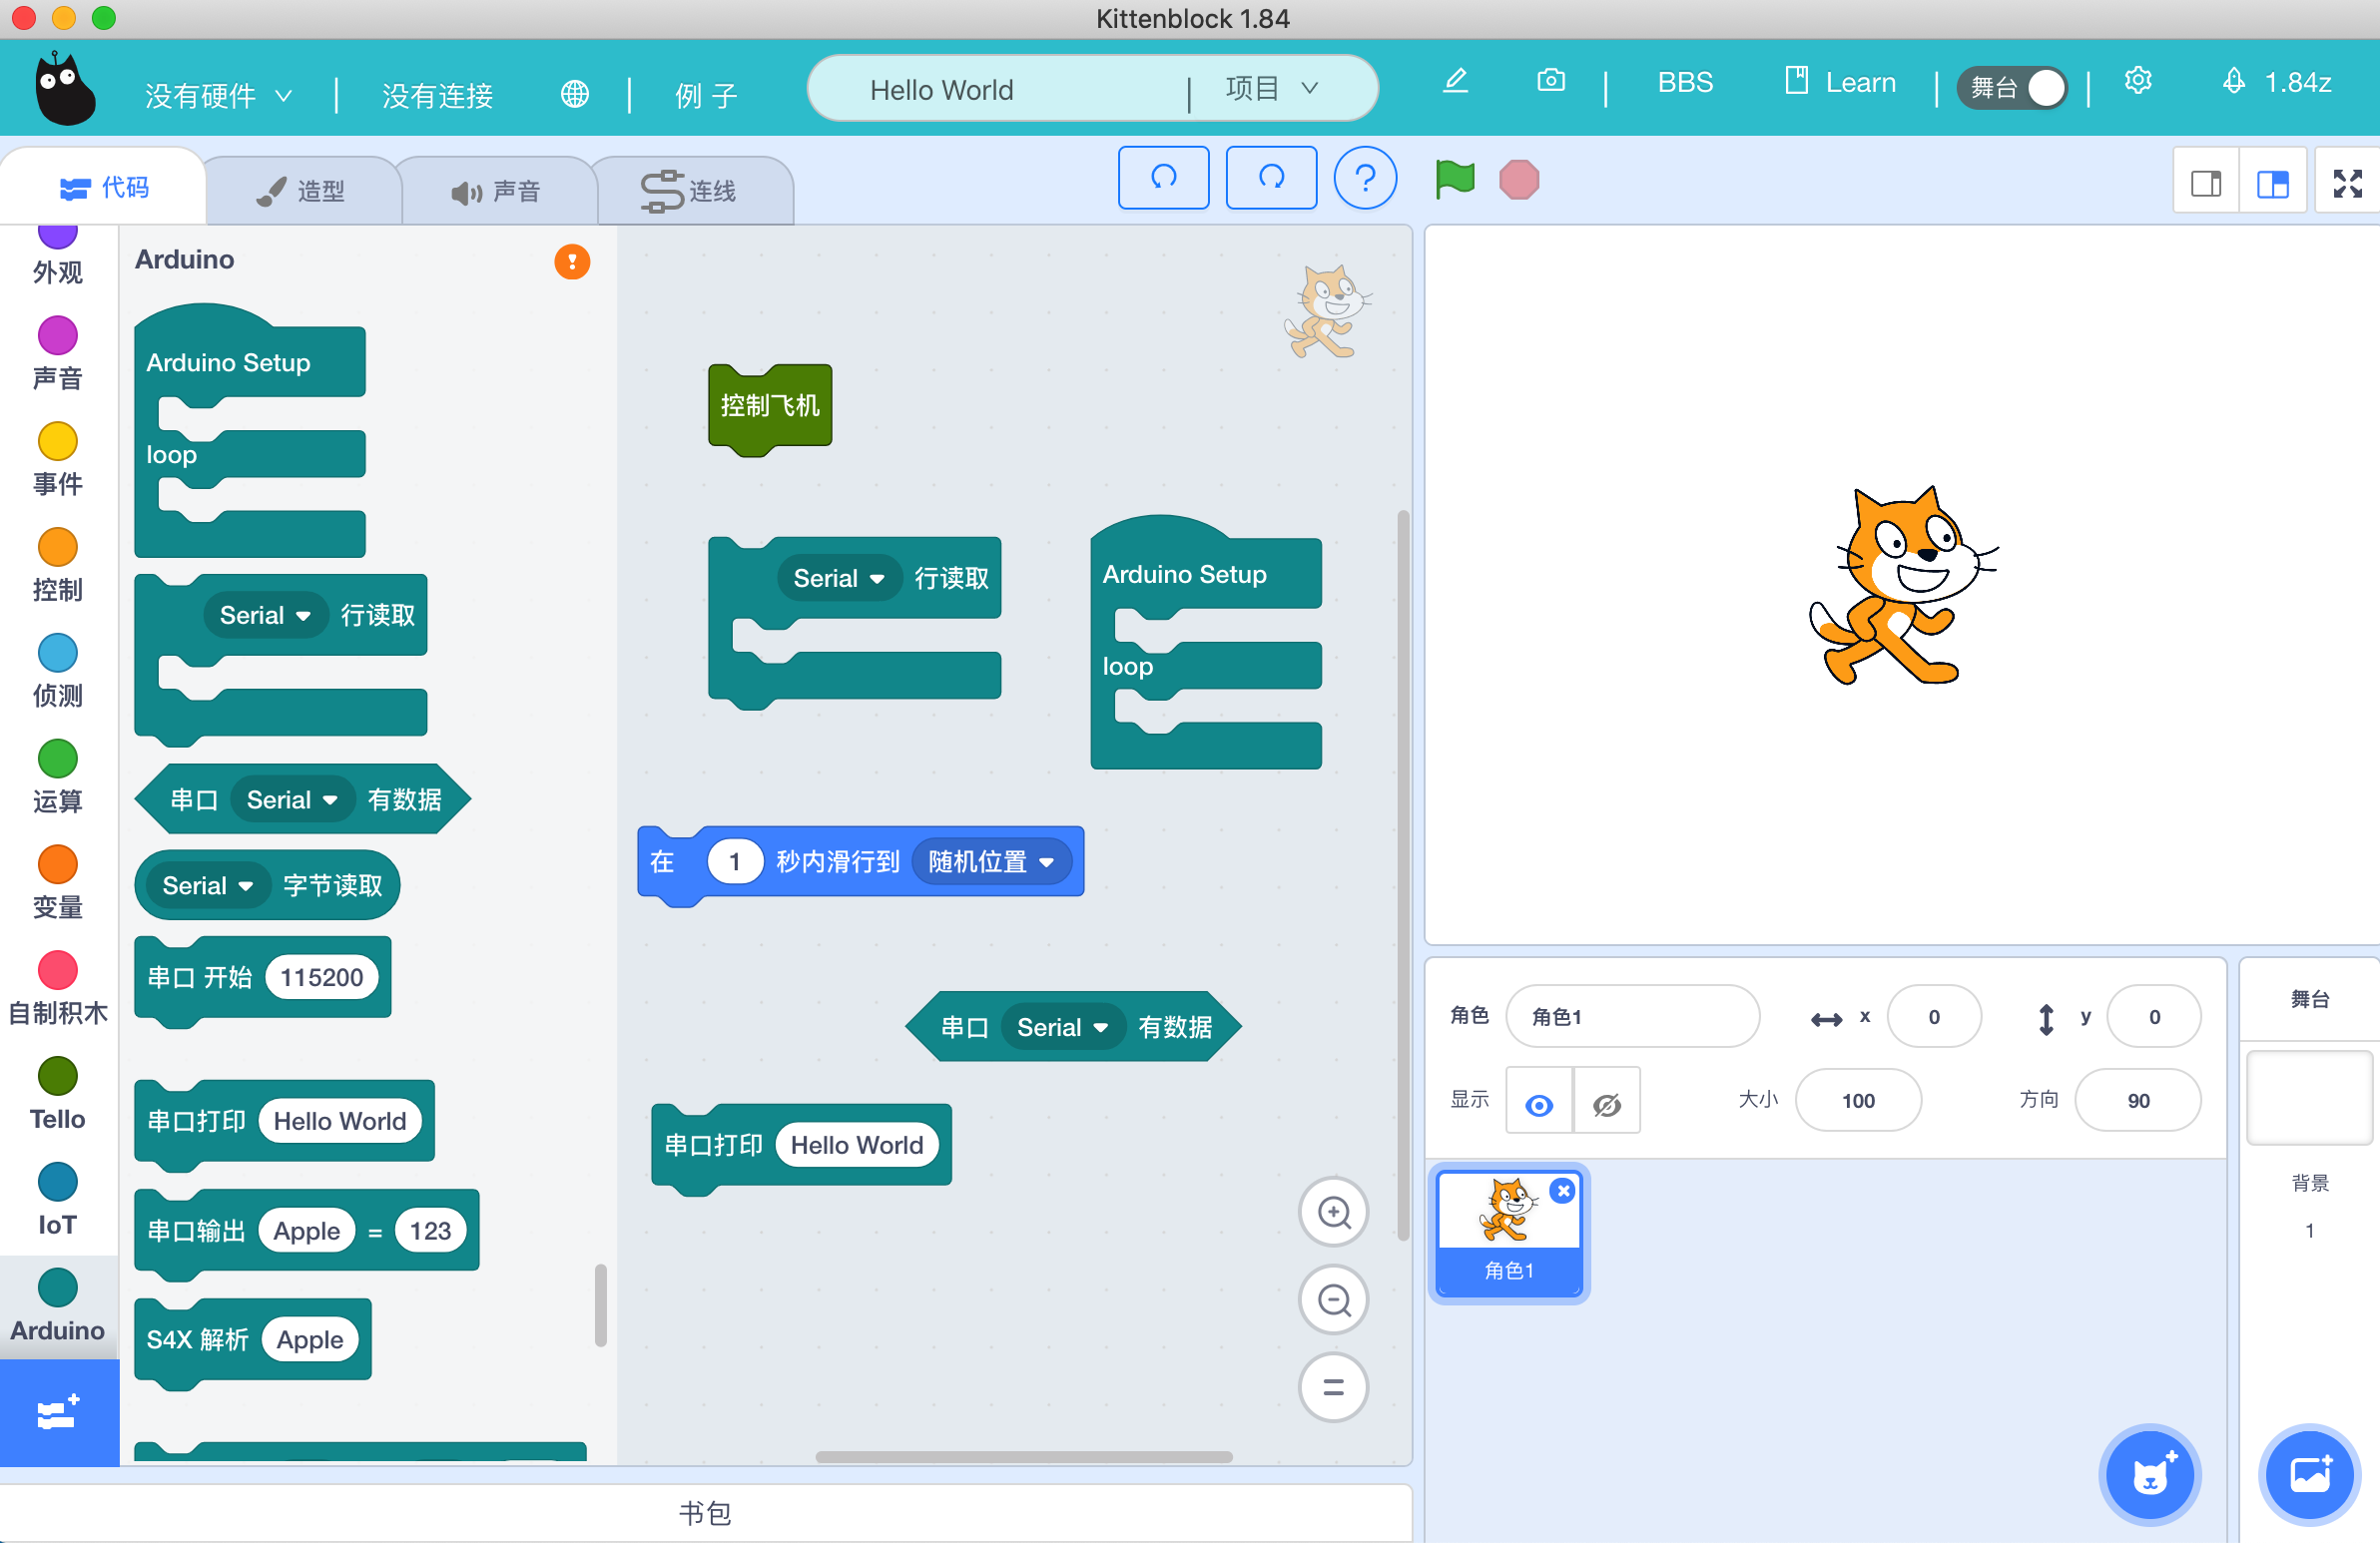 Kittenblock 1.84
没有硬件
没有连接
例子
Hello World
项目
BBS
Learn
舞台
1.84z
代码
造型
声音
连线
外观
声音
事件
控制
侦测
运算
变量
自制积木
Tello
IoT
Arduino
Arduino
Arduino Setup
loop
Serial 行读取
串口 Serial 有数据
Serial 字节读取
串口 开始 115200
串口打印 Hello World
串口输出 Apple = 123
S4X 解析 Apple
控制飞机
Serial 行读取
Arduino Setup
loop
在 1 秒内滑行到 随机位置
串口 Serial 有数据
串口打印 Hello World
书包
角色 角色1 x 0 y 0
显示 大小 100 方向 90
角色1
舞台
背景
1